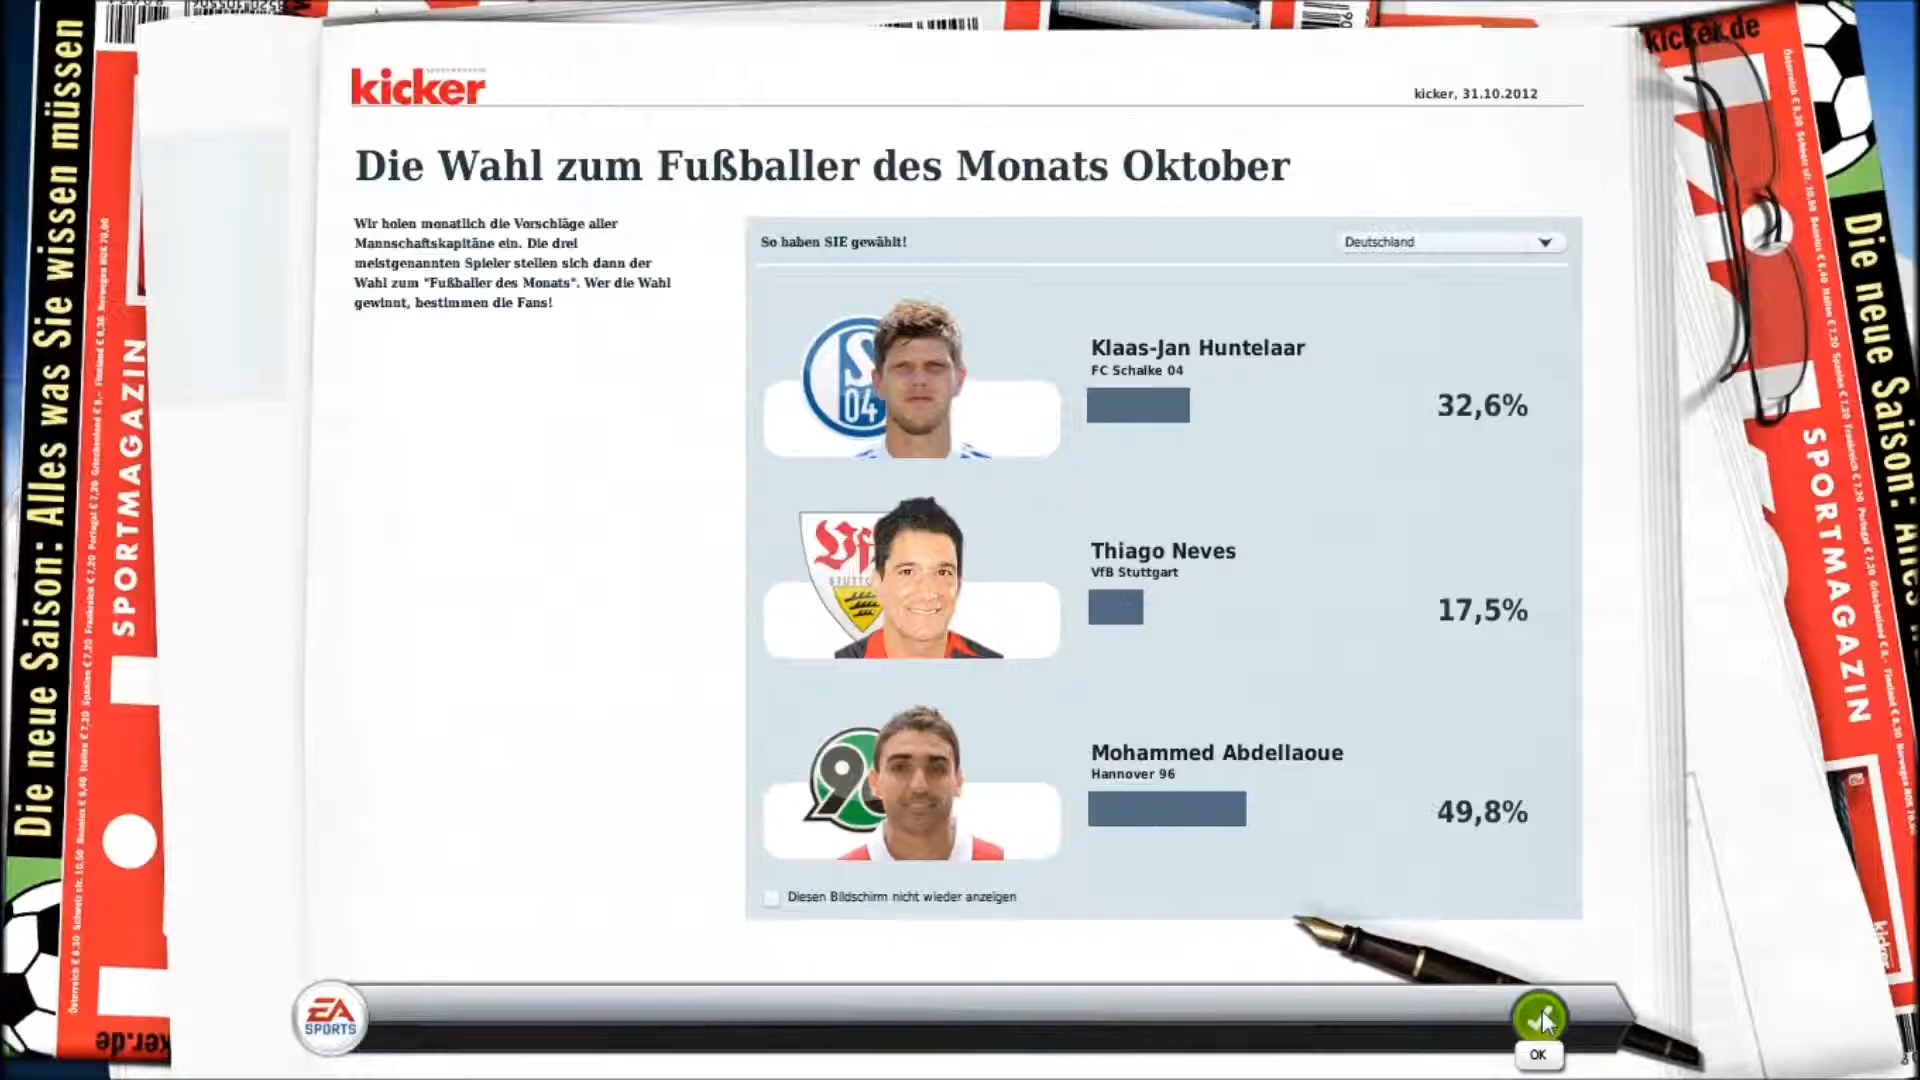 kicker
kicker, 31.10.2012
Die Wahl zum Fußballer des Monats Oktober
Wir holen monatlich die Vorschläge aller
Mannschaftskapitäne ein. Die drei
meistgenannten Spieler stellen sich dann der
Wahl zum "Fußballer des Monats". Wer die Wahl
gewinnt, bestimmen die Fans!
So haben SIE gewählt!
Deutschland
Klaas-Jan Huntelaar
FC Schalke 04
32,6%
Thiago Neves
VfB Stuttgart
17,5%
Mohammed Abdellaoue
Hannover 96
49,8%
Diesen Bildschirm nicht wieder anzeigen
EA
SPORTS
OK
Die neue Saison: Alles was Sie wissen müssen
SPORTMAGAZIN
kicker.de
Die neue Saison: Alles
SPORTMAGAZIN
kicker